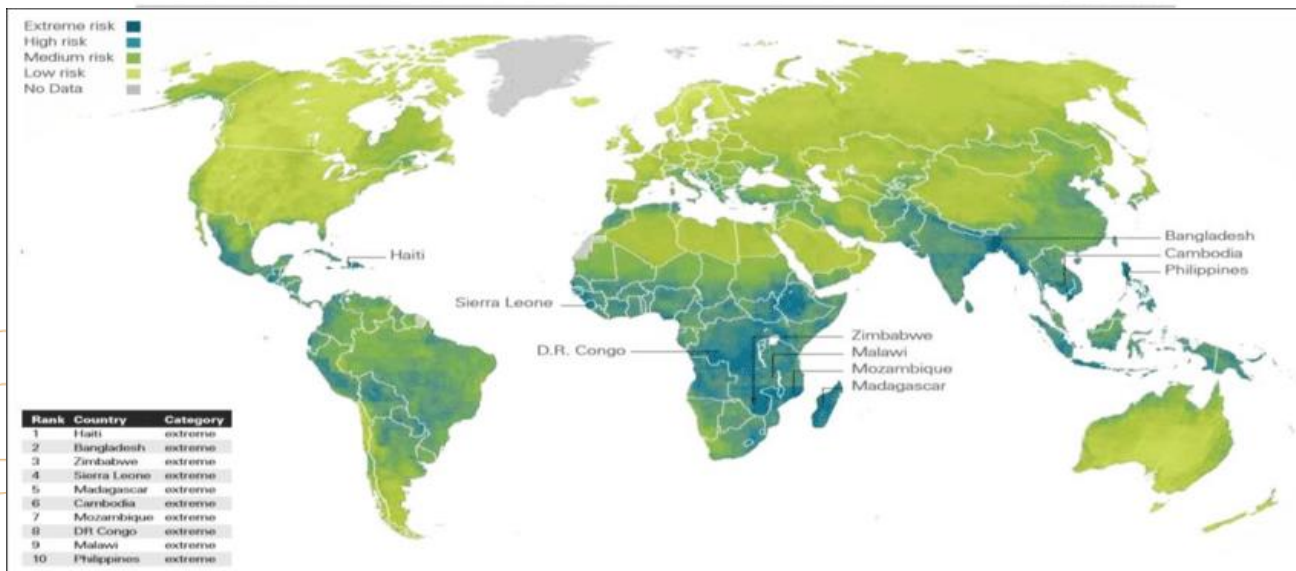 Extreme risk
High risk
Medium risk
Low risk
No Data
Haiti
Sierra Leone
D.R. Congo
Bangladesh
Cambodia
Philippines
Zimbabwe
Malawi
Mozambique
Madagascar
Rank Country Category
1 Haiti extreme
2 Bangladesh extreme
3 Zimbabwe extreme
4 Sierra Leone extreme
5 Madagascar extreme
6 Cambodia extreme
7 Mozambique extreme
8 DR Congo extreme
9 Malawi extreme
10 Philippines extreme